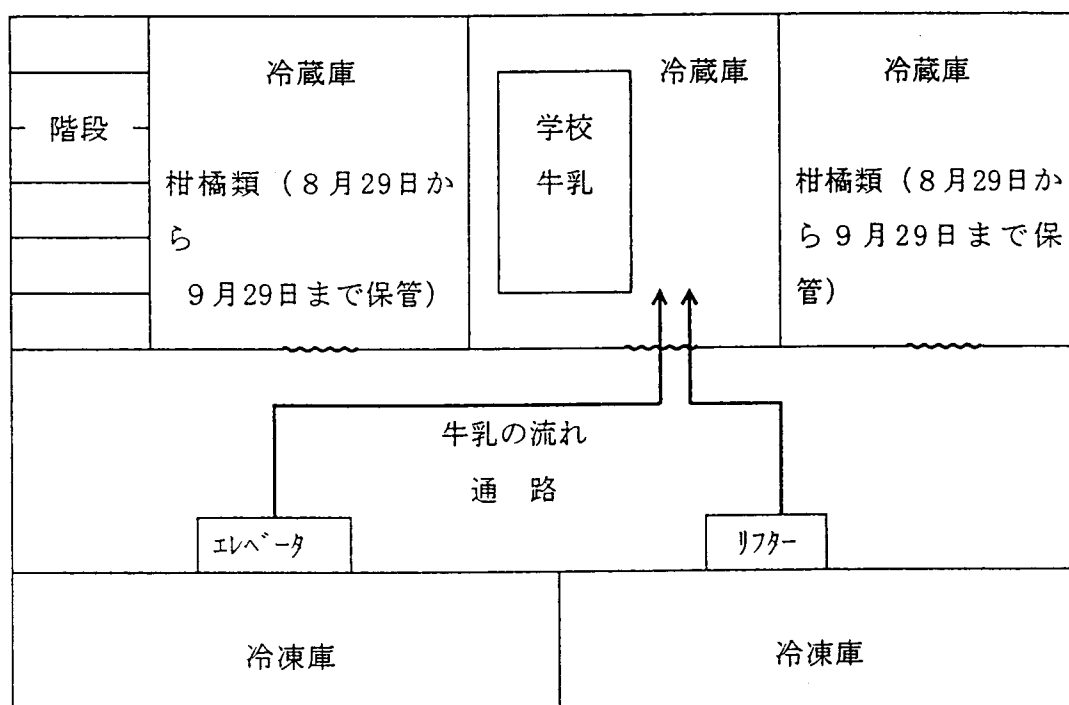 階段
冷蔵庫
柑橘類（８月29日か
ら
９月29日まで保管）
学校
牛乳
冷蔵庫
冷蔵庫
柑橘類（８月29日か
ら９月29日まで保
管）
牛乳の流れ
通　路
ｴﾚﾍﾞｰﾀ
ﾘﾌﾀー
冷凍庫
冷凍庫